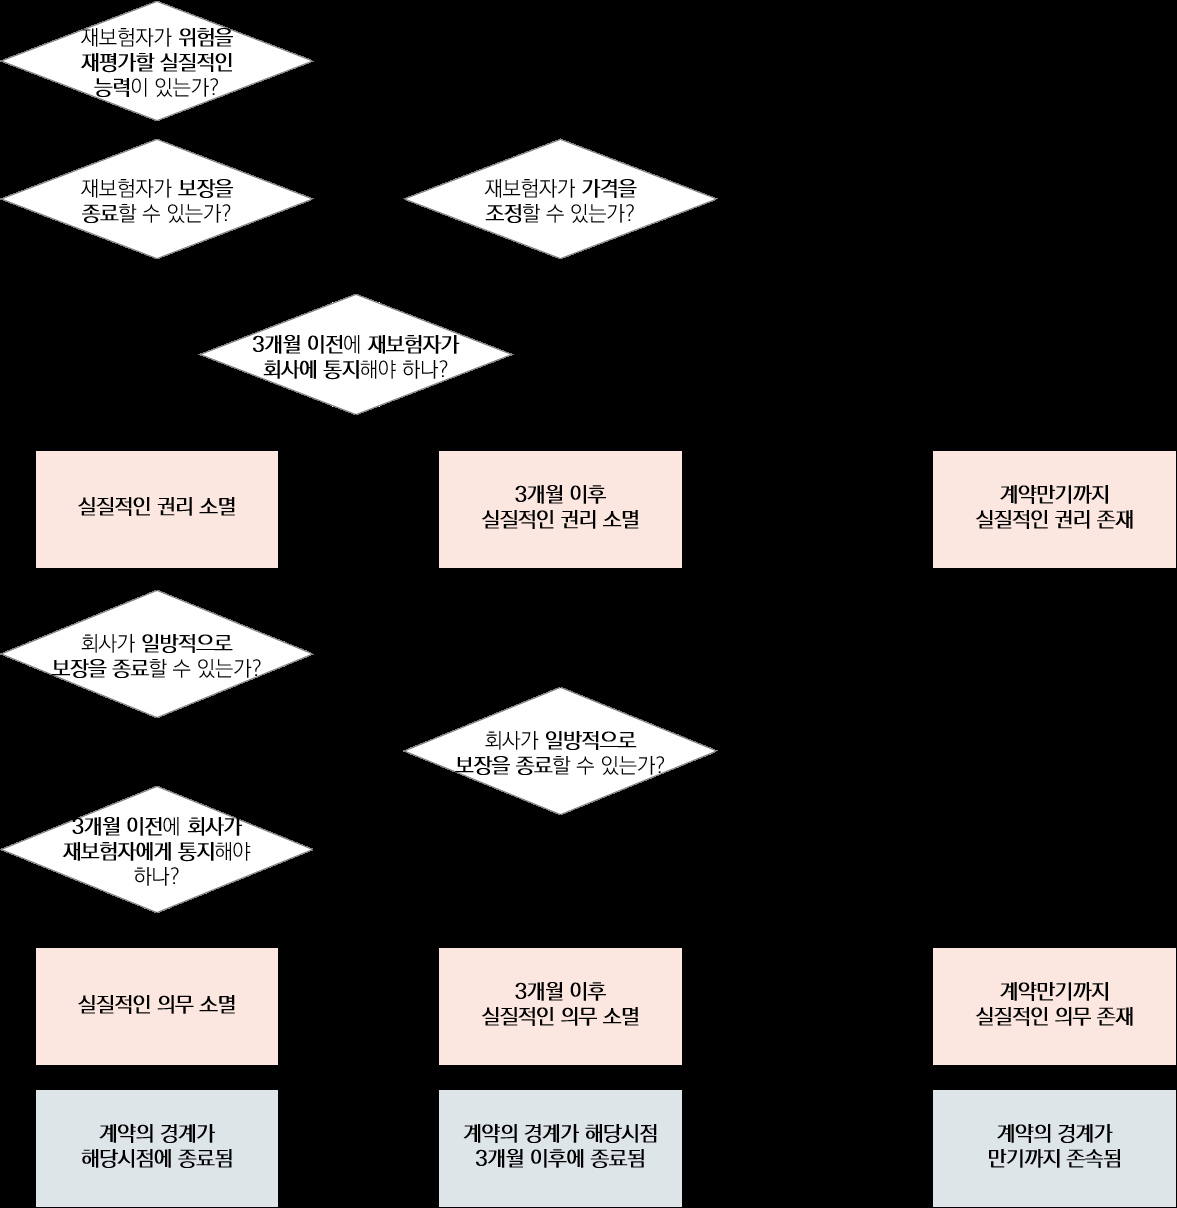 재보험자가 위험을
재평가할 실질적인
능력이 있는가?
재보험자가 보장을
종료할 수 있는가?
재보험자가 가격을
조정할 수 있는가?
3개월 이전에 재보험자가
회사에 통지해야 하나?
실질적인 권리 소멸
3개월 이후
실질적인 권리 소멸
계약만기까지
실질적인 권리 존재
회사가 일방적으로
보장을 종료할 수 있는가?
회사가 일방적으로
보장을 종료할 수 있는가?
3개월 이전에 회사가
재보험자에게 통지해야
하나?
실질적인 의무 소멸
3개월 이후
실질적인 의무 소멸
계약만기까지
실질적인 의무 존재
계약의 경계가
해당시점에 종료됨
계약의 경계가 해당시점
3개월 이후에 종료됨
계약의 경계가
만기까지 존속됨